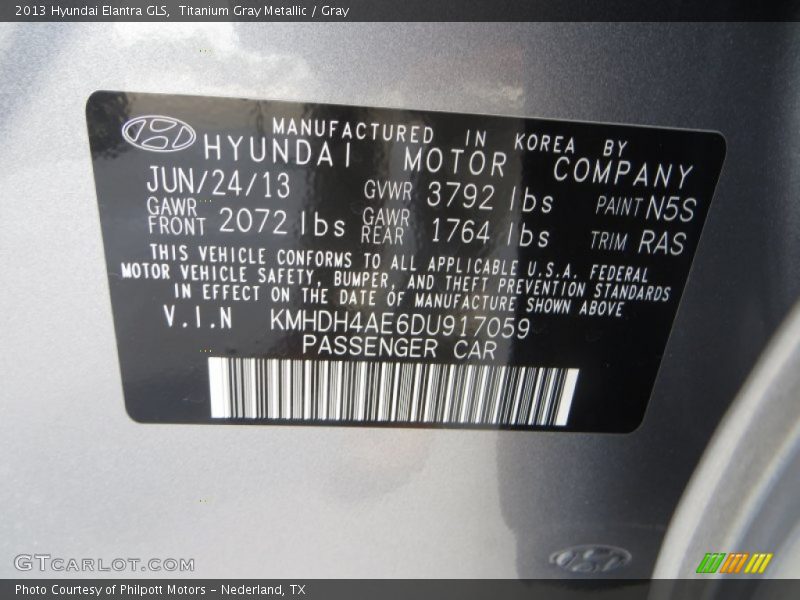 2013 Hyundai Elantra GLS, Titanium Gray Metallic / Gray
MANUFACTURED IN KOREA BY
HYUNDAI MOTOR COMPANY
JUN/24/13 GVWR 3792 lbs PAINT N5S
GAWR FRONT 2072 lbs GAWR REAR 1764 lbs TRIM RAS
THIS VEHICLE CONFORMS TO ALL APPLICABLE U.S.A. FEDERAL
MOTOR VEHICLE SAFETY, BUMPER, AND THEFT PREVENTION STANDARDS
IN EFFECT ON THE DATE OF MANUFACTURE SHOWN ABOVE
V.I.N KMHDH4AE6DU917059
PASSENGER CAR
GTCARLOT.COM
Photo Courtesy of Philpott Motors - Nederland, TX